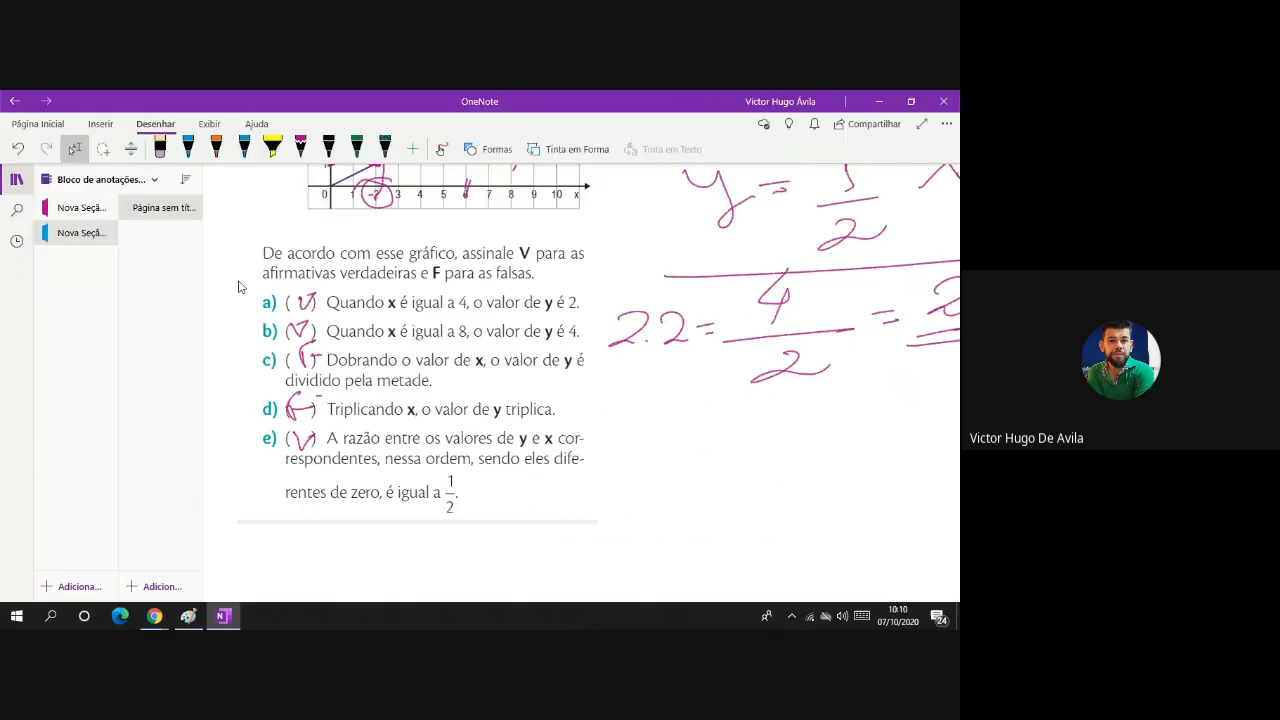 OneNote
Victor Hugo Ávila
Página Inicial Inserir Desenhar Exibir Ajuda
Compartilhar
Formas Tinta em Forma Tinta em Texto
Bloco de anotações...
Nova Seçã... Página sem tít...
Nova Seçã...
0 1 2 3 4 5 6 7 8 9 10 x
y = 1/2
De acordo com esse gráfico, assinale V para as
afirmativas verdadeiras e F para as falsas.
a) (V) Quando x é igual a 4, o valor de y é 2.
b) (V) Quando x é igual a 8, o valor de y é 4.
2.2 = 4/2 = 2
c) (F) Dobrando o valor de x, o valor de y é
dividido pela metade.
d) (F) Triplicando x, o valor de y triplica.
e) (V) A razão entre os valores de y e x cor-
respondentes, nessa ordem, sendo eles dife-
rentes de zero, é igual a 1/2.
Victor Hugo De Avila
Adiciona... Adicion...
10:10
07/10/2020
24